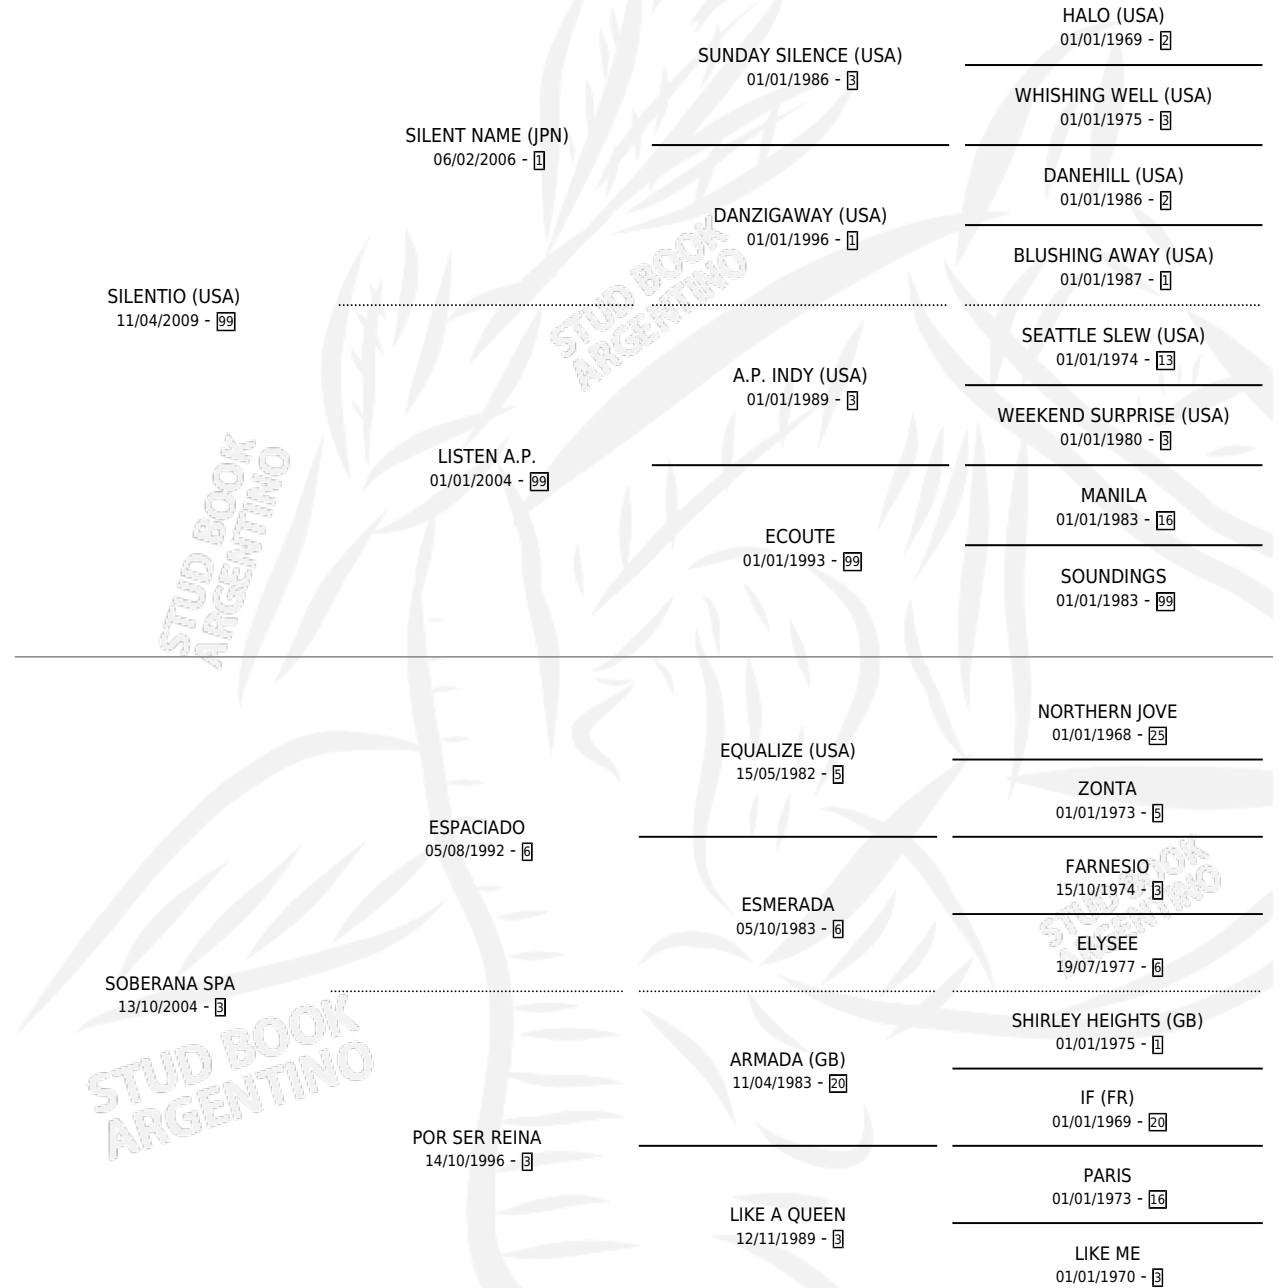 HALO (USA)
01/01/1969 - 2
SUNDAY SILENCE (USA)
01/01/1986 - 3
WHISHING WELL (USA)
01/01/1975 - 3
SILENT NAME (JPN)
06/02/2006 - 1
DANEHILL (USA)
01/01/1986 - 2
DANZIGAWAY (USA)
01/01/1996 - 1
BLUSHING AWAY (USA)
01/01/1987 - 1
SILENTIO (USA)
11/04/2009 - 99
STUD BOOK
ARGENTINO
SEATTLE SLEW (USA)
01/01/1974 - 13
A.P. INDY (USA)
01/01/1989 - 3
WEEKEND SURPRISE (USA)
01/01/1980 - 3
LISTEN A.P.
01/01/2004 - 99
MANILA
01/01/1983 - 16
ECOUTE
01/01/1993 - 99
SOUNDINGS
01/01/1983 - 99
STUD BOOK
ARGENTINO
NORTHERN JOVE
01/01/1968 - 25
EQUALIZE (USA)
15/05/1982 - 5
ZONTA
01/01/1973 - 5
ESPACIADO
05/08/1992 - 6
FARNESIO
15/10/1974 - 3
ESMERADA
05/10/1983 - 6
ELYSEE
19/07/1977 - 6
STUD BOOK
ARGENTINO
SOBERANA SPA
13/10/2004 - 3
SHIRLEY HEIGHTS (GB)
01/01/1975 - 1
ARMADA (GB)
11/04/1983 - 20
IF (FR)
01/01/1969 - 20
STUD BOOK
ARGENTINO
POR SER REINA
14/10/1996 - 3
PARIS
01/01/1973 - 16
LIKE A QUEEN
12/11/1989 - 3
LIKE ME
01/01/1970 - 3